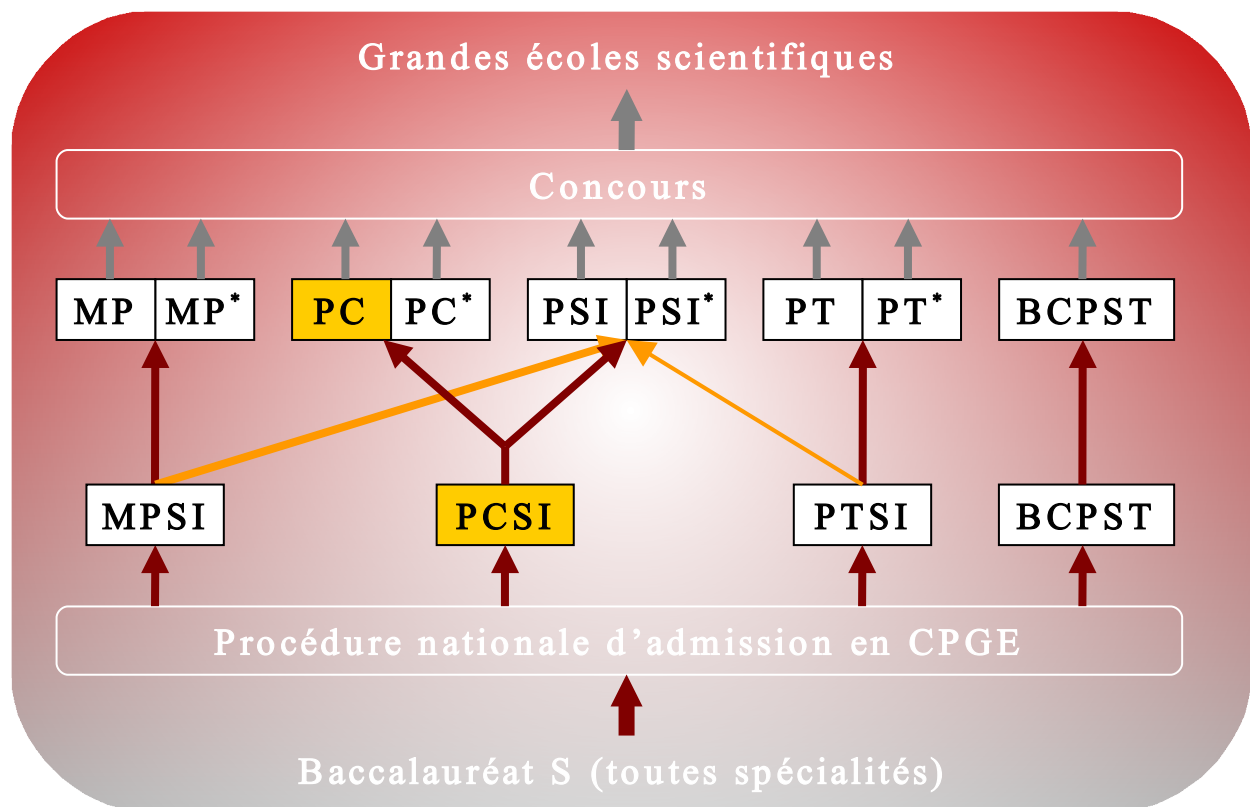 Grandes écoles scientifiques
Concours
MP MP* PC PC* PSI PSI* PT PT* BCPST
MPSI PCSI PTSI BCPST
Procédure nationale d’admission en CPGE
Baccalauréat S (toutes spécialités)